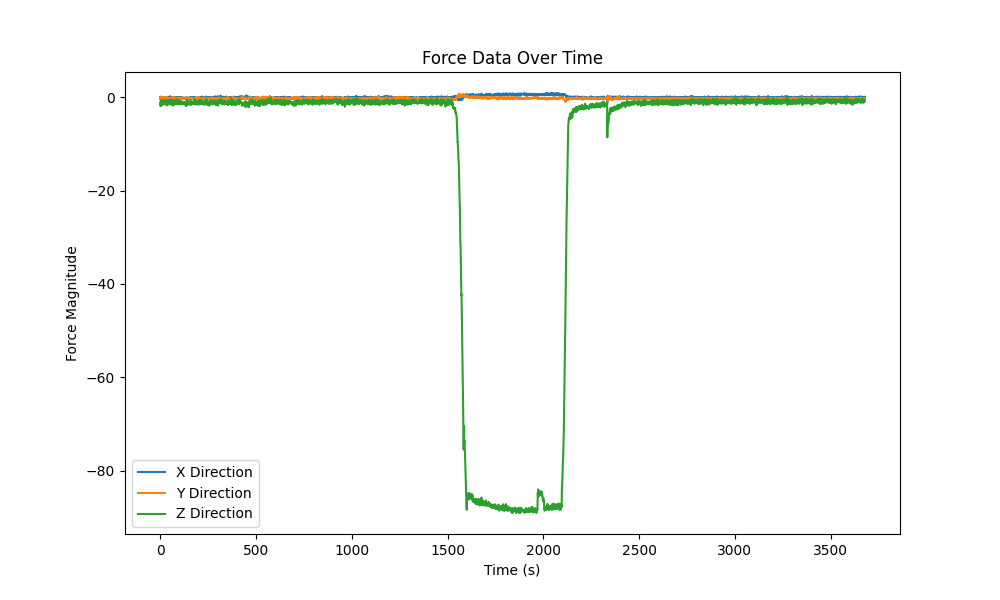 Force Data Over Time
Force Magnitude
0
−20
−40
−60
−80
X Direction
Y Direction
Z Direction
0 500 1000 1500 2000 2500 3000 3500
Time (s)